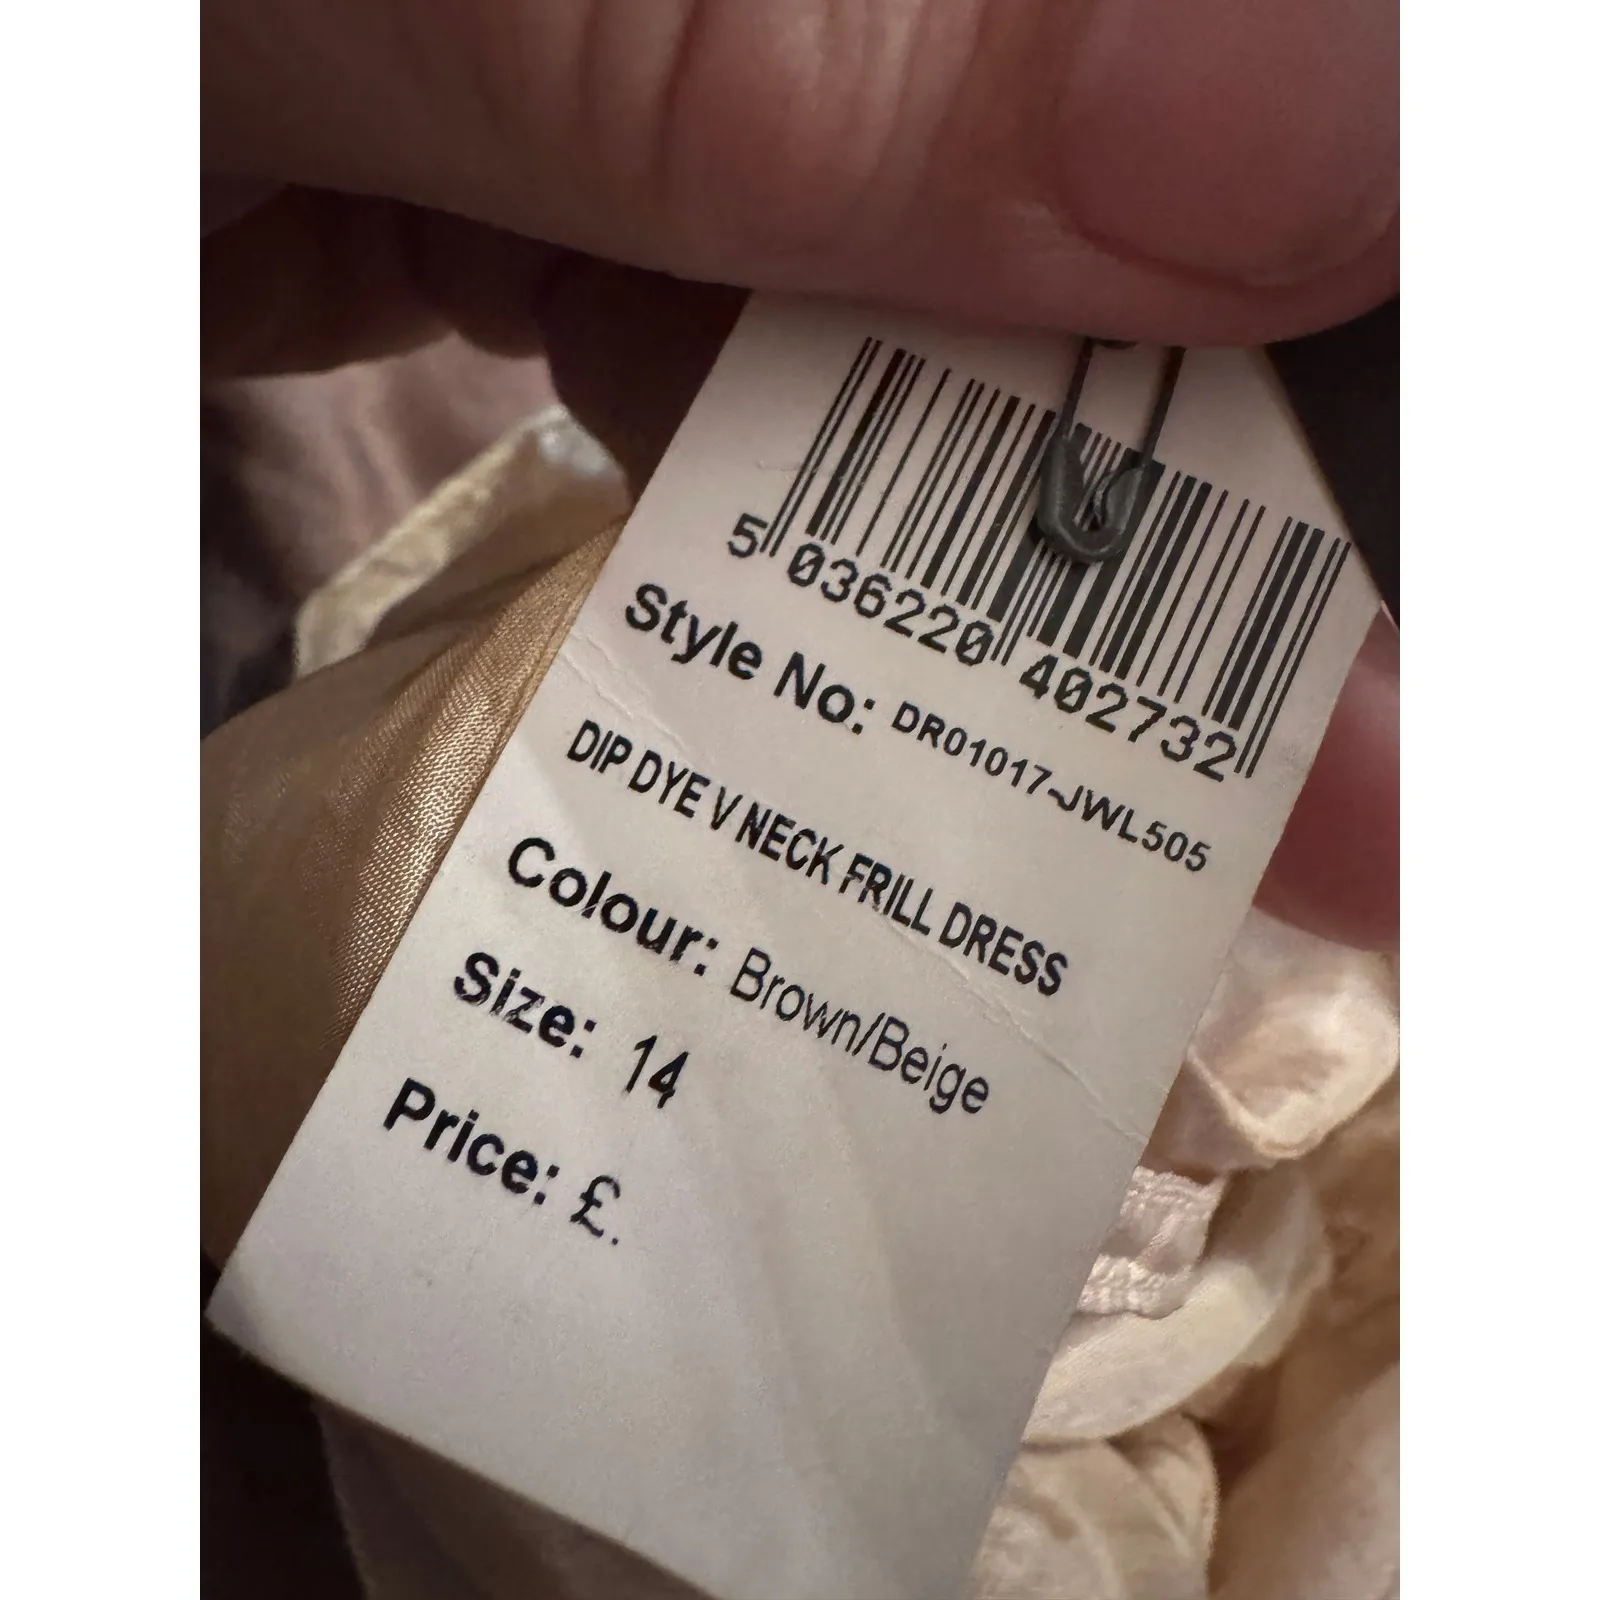 5 036220 402732
Style No: DR01017-JWL505
DIP DYE V NECK FRILL DRESS
Colour: Brown/Beige
Size: 14
Price: £.